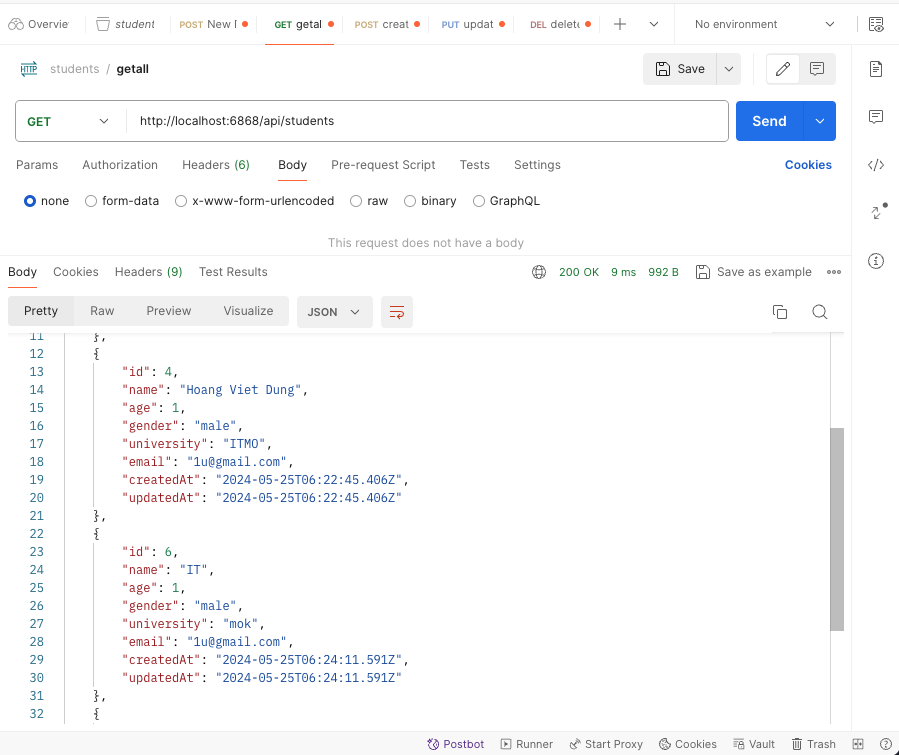 Overvie
student
POST New I
GET getal
POST creat
PUT updat
DEL delete
No environment
students / getall
Save
GET
http://localhost:6868/api/students
Send
Params Authorization Headers (6) Body Pre-request Script Tests Settings Cookies
none form-data x-www-form-urlencoded raw binary GraphQL
This request does not have a body
Body Cookies Headers (9) Test Results 200 OK 9 ms 992 B Save as example
Pretty Raw Preview Visualize JSON
11 },
12 {
13 "id": 4,
14 "name": "Hoang Viet Dung",
15 "age": 1,
16 "gender": "male",
17 "university": "ITMO",
18 "email": "1u@gmail.com",
19 "createdAt": "2024-05-25T06:22:45.406Z",
20 "updatedAt": "2024-05-25T06:22:45.406Z"
21 },
22 {
23 "id": 6,
24 "name": "IT",
25 "age": 1,
26 "gender": "male",
27 "university": "mok",
28 "email": "1u@gmail.com",
29 "createdAt": "2024-05-25T06:24:11.591Z",
30 "updatedAt": "2024-05-25T06:24:11.591Z"
31 },
32 {
Postbot Runner Start Proxy Cookies Vault Trash